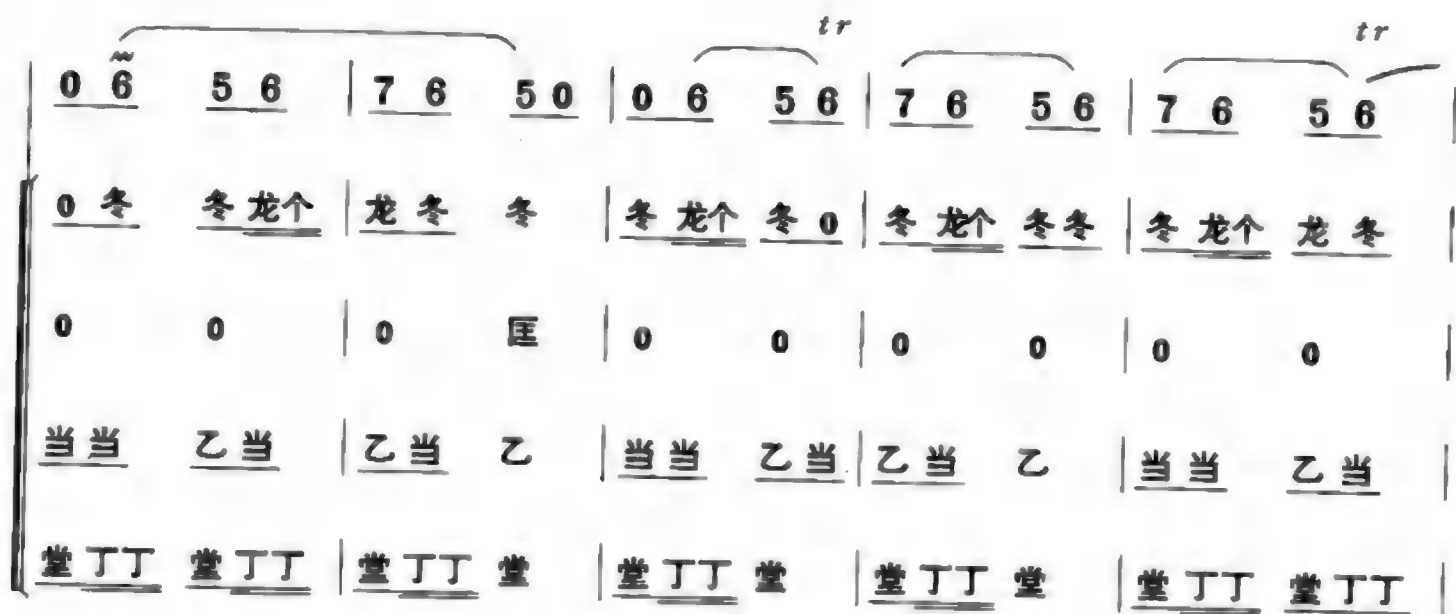 tr tr
0 6 5 6 | 7 6 5 0 | 0 6 5 6 | 7 6 5 6 | 7 6 5 6 |
0 冬 冬 龙个 | 龙 冬 冬 | 冬 龙个 冬 0 | 冬 龙个 冬冬 | 冬 龙个 龙 冬 |
0 0 | 0 匡 | 0 0 | 0 0 | 0 0 |
当 当 乙 当 | 乙 当 乙 | 当 当 乙 当 | 乙 当 乙 | 当 当 乙 当 |
堂 丁丁 堂 丁丁 | 堂 丁丁 堂 | 堂 丁丁 堂 | 堂 丁丁 堂 | 堂 丁丁 堂 丁丁 |